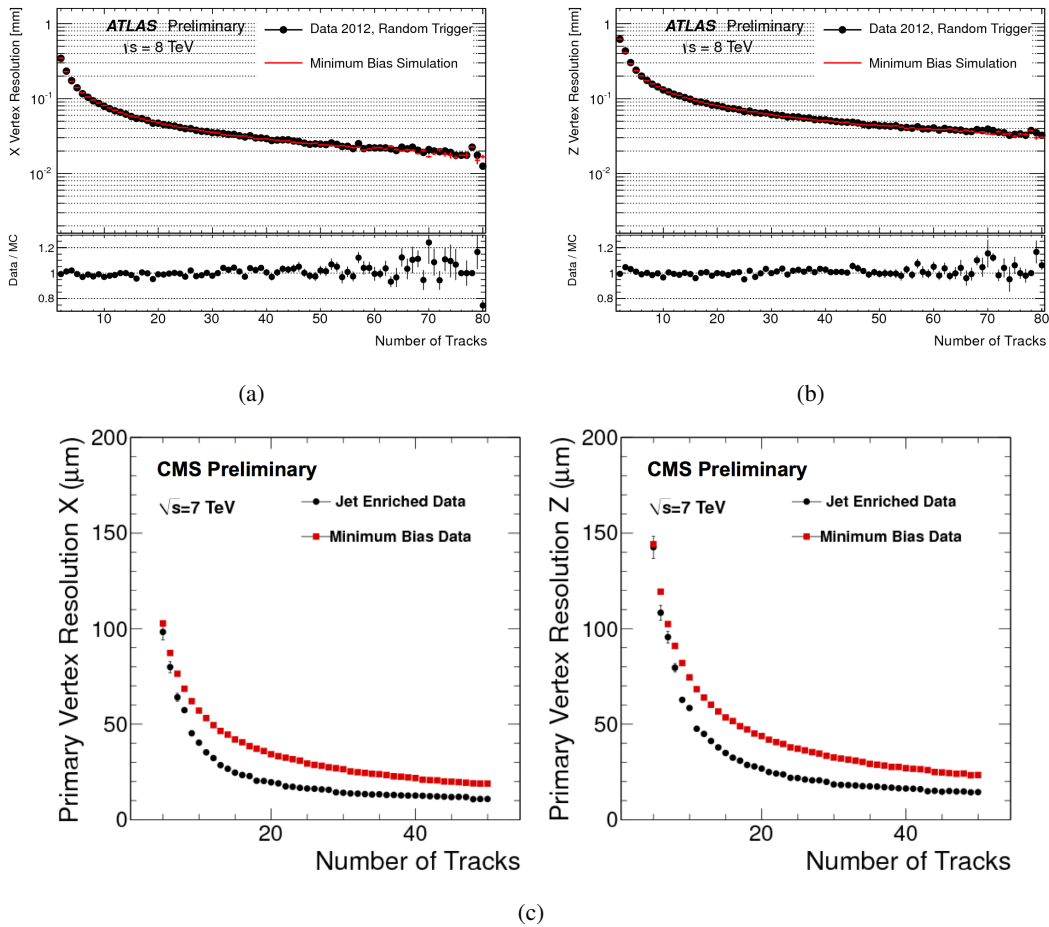 ATLAS Preliminary
√s = 8 TeV
Data 2012, Random Trigger
Minimum Bias Simulation
X Vertex Resolution [mm]
1
10⁻¹
10⁻²
Data / MC
1.2
1
0.8
10 20 30 40 50 60 70 80
Number of Tracks
(a)
ATLAS Preliminary
√s = 8 TeV
Data 2012, Random Trigger
Minimum Bias Simulation
Z Vertex Resolution [mm]
1
10⁻¹
10⁻²
Data / MC
1.2
1
0.8
10 20 30 40 50 60 70 80
Number of Tracks
(b)
CMS Preliminary
√s=7 TeV
Jet Enriched Data
Minimum Bias Data
Primary Vertex Resolution X (μm)
200
150
100
50
0
20 40
Number of Tracks
CMS Preliminary
√s=7 TeV
Jet Enriched Data
Minimum Bias Data
Primary Vertex Resolution Z (μm)
200
150
100
50
0
20 40
Number of Tracks
(c)